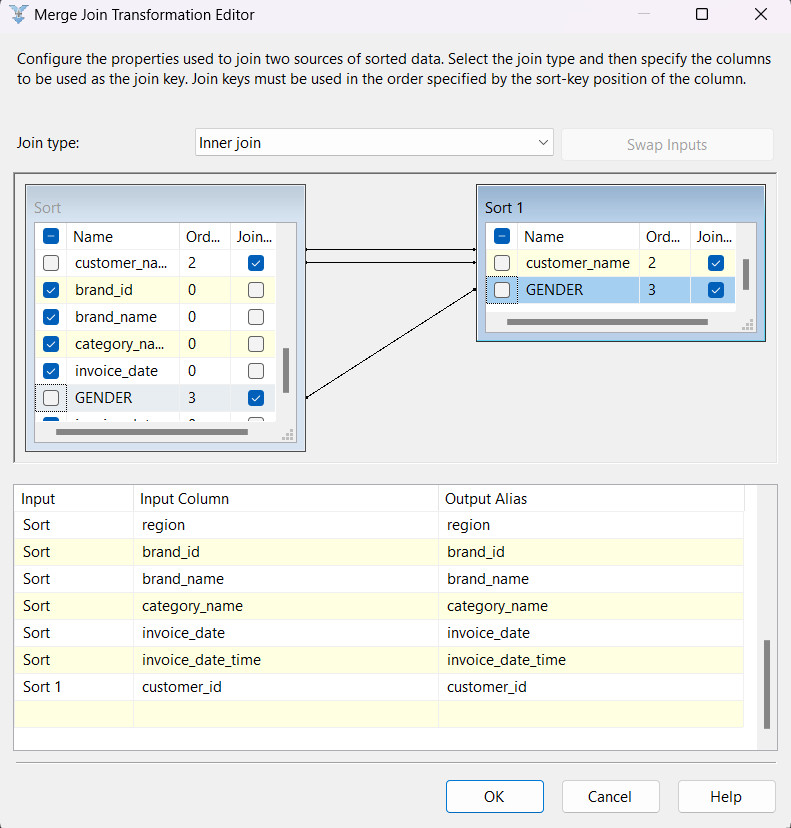 Merge Join Transformation Editor
Configure the properties used to join two sources of sorted data. Select the join type and then specify the columns
to be used as the join key. Join keys must be used in the order specified by the sort-key position of the column.
Join type: Inner join Swap Inputs
Sort
Name Ord... Join...
customer_na... 2
brand_id 0
brand_name 0
category_na... 0
invoice_date 0
GENDER 3
Sort 1
Name Ord... Join...
customer_name 2
GENDER 3
Input Input Column Output Alias
Sort region region
Sort brand_id brand_id
Sort brand_name brand_name
Sort category_name category_name
Sort invoice_date invoice_date
Sort invoice_date_time invoice_date_time
Sort 1 customer_id customer_id
OK Cancel Help